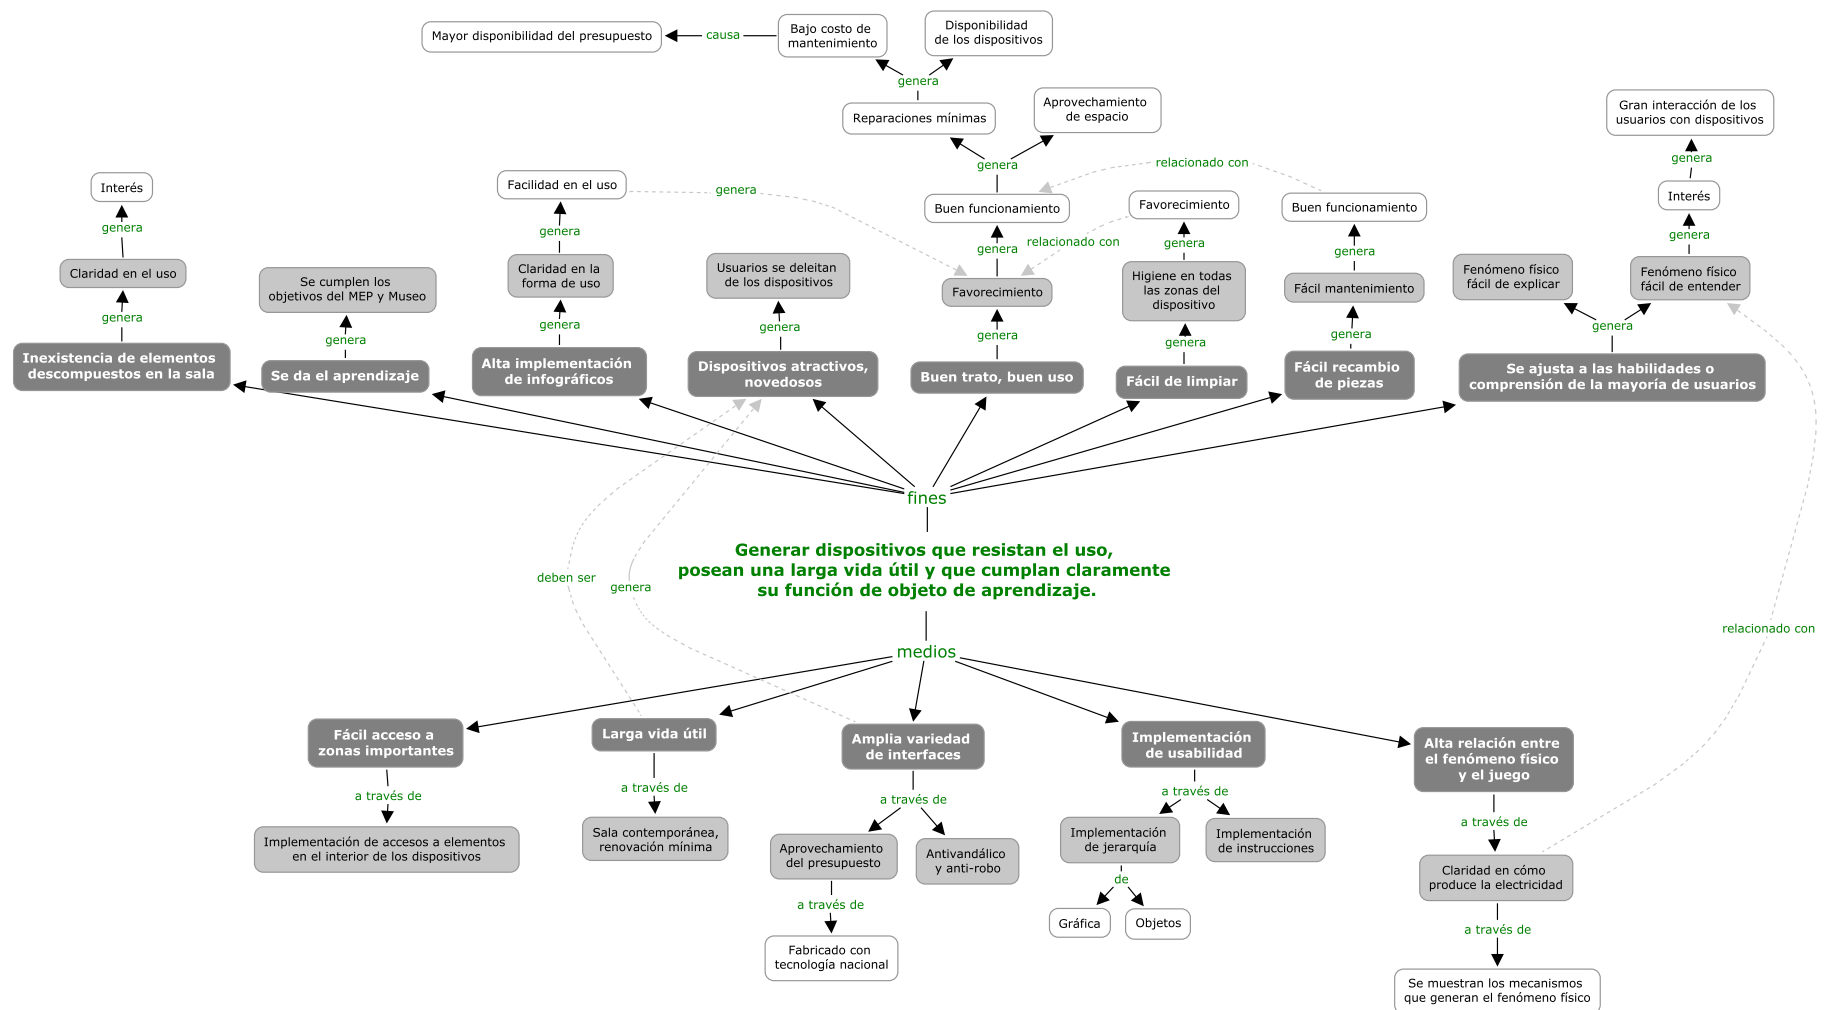 Mayor disponibilidad del presupuesto
causa
Bajo costo de
mantenimiento
Disponibilidad
de los dispositivos
genera
Reparaciones mínimas
Aprovechamiento
de espacio
genera
Gran interacción de los
usuarios con dispositivos
genera
Interés
genera
Fenómeno físico
fácil de explicar
Fenómeno físico
fácil de entender
genera
Se ajusta a las habilidades o
comprensión de la mayoría de usuarios
Interés
genera
Claridad en el uso
genera
Inexistencia de elementos
descompuestos en la sala
Se cumplen los
objetivos del MEP y Museo
genera
Se da el aprendizaje
Facilidad en el uso
genera
genera
Claridad en la
forma de uso
genera
Alta implementación
de infográficos
Usuarios se deleitan
de los dispositivos
genera
Dispositivos atractivos,
novedosos
Buen funcionamiento
genera
Favorecimiento
genera
Buen trato, buen uso
relacionado con
Favorecimiento
relacionado con
genera
Higiene en todas
las zonas del
dispositivo
genera
Fácil de limpiar
Buen funcionamiento
genera
Fácil mantenimiento
genera
Fácil recambio
de piezas
fines
Generar dispositivos que resistan el uso,
posean una larga vida útil y que cumplan claramente
su función de objeto de aprendizaje.
deben ser
genera
relacionado con
medios
Fácil acceso a
zonas importantes
a través de
Implementación de accesos a elementos
en el interior de los dispositivos
Larga vida útil
a través de
Sala contemporánea,
renovación mínima
Amplia variedad
de interfaces
a través de
Aprovechamiento
del presupuesto
Antivandálico
y anti-robo
a través de
Fabricado con
tecnología nacional
Implementación
de usabilidad
a través de
Implementación
de jerarquía
Implementación
de instrucciones
de
Gráfica
Objetos
Alta relación entre
el fenómeno físico
y el juego
a través de
Claridad en cómo
produce la electricidad
a través de
Se muestran los mecanismos
que generan el fenómeno físico